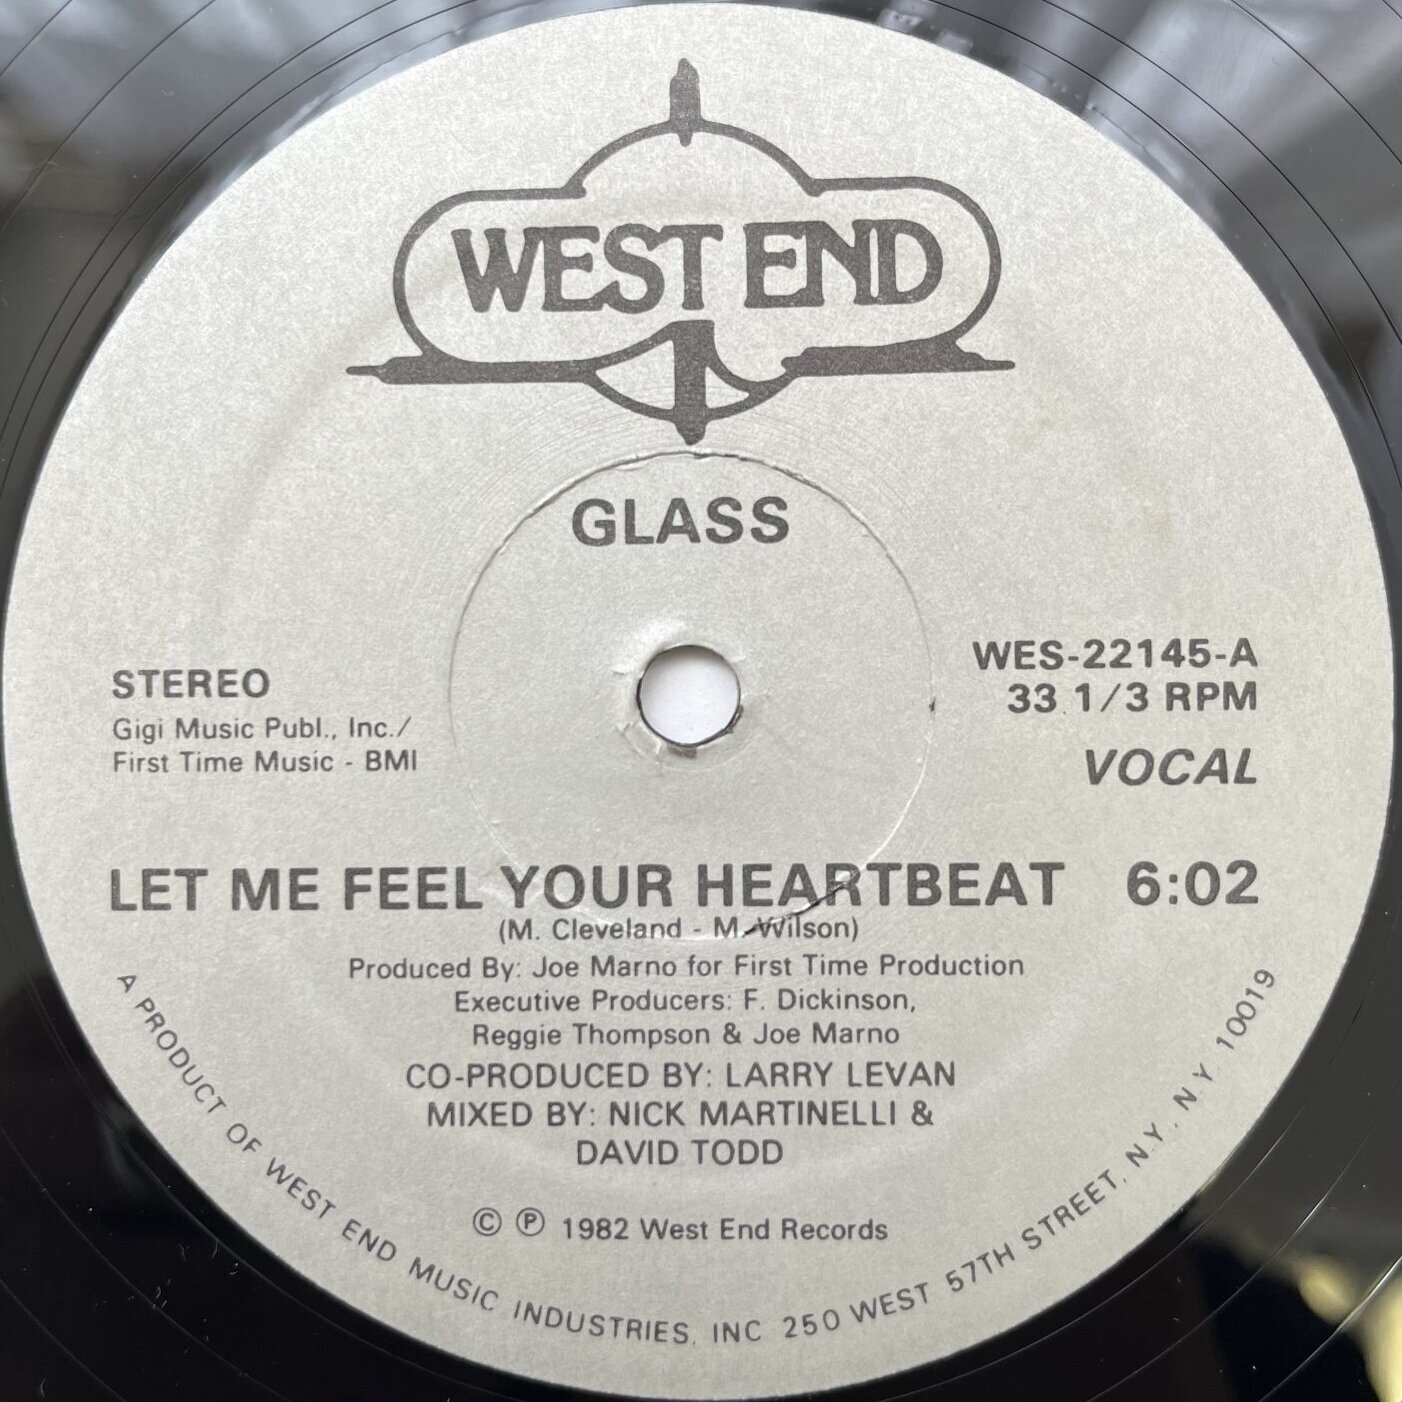 WEST END
GLASS
STEREO
Gigi Music Publ., Inc./
First Time Music - BMI
WES-22145-A
33 1/3 RPM
VOCAL
LET ME FEEL YOUR HEARTBEAT 6:02
(M. Cleveland - M. Wilson)
Produced By: Joe Marno for First Time Production
Executive Producers: F. Dickinson,
Reggie Thompson & Joe Marno
CO-PRODUCED BY: LARRY LEVAN
MIXED BY: NICK MARTINELLI &
DAVID TODD
© ℗ 1982 West End Records
A PRODUCT OF WEST END MUSIC INDUSTRIES, INC 250 WEST 57TH STREET, N.Y., N.Y. 10019